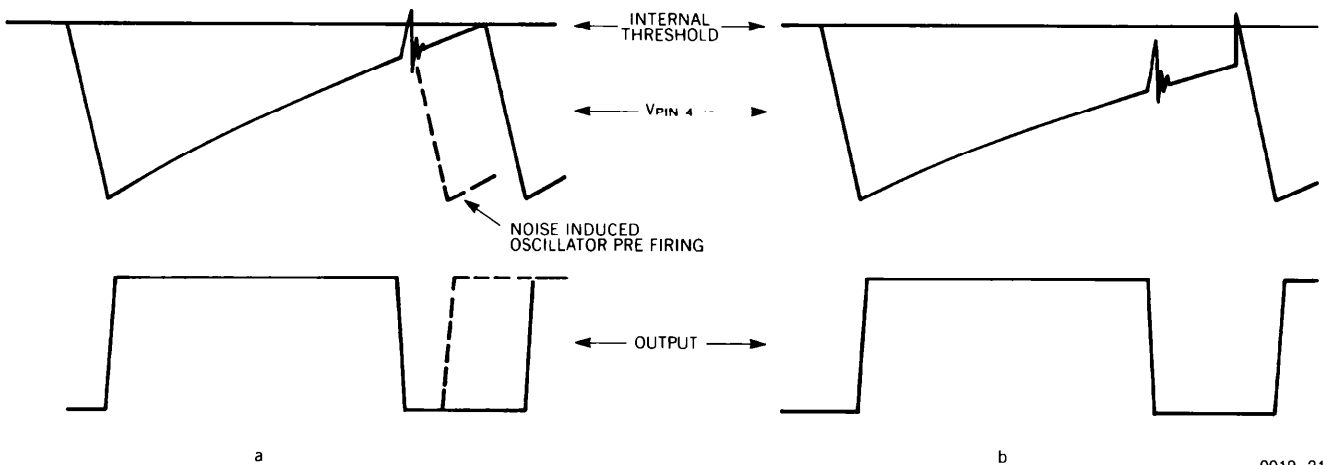 INTERNAL
THRESHOLD
VPIN 4
NOISE INDUCED
OSCILLATOR PRE FIRING
OUTPUT
a
b